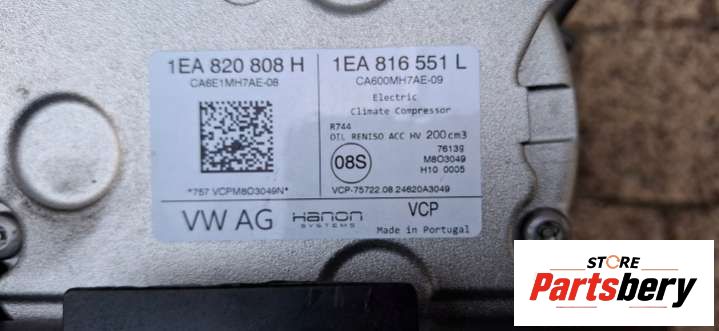 1EA 820 808 H
CA6E1MH7AE-08
*757 VCPM8O3049N*
1EA 816 551 L
CA600MH7AE-09
Electric
Climate Compressor
R744
OIL RENISO ACC HV 200cm3
08S
76139
M8O3049
H10 0005
VCP-75722.08.24620A3049
VW AG
Hanon
SYSTEMS
VCP
Made in Portugal
STORE
Partsbery